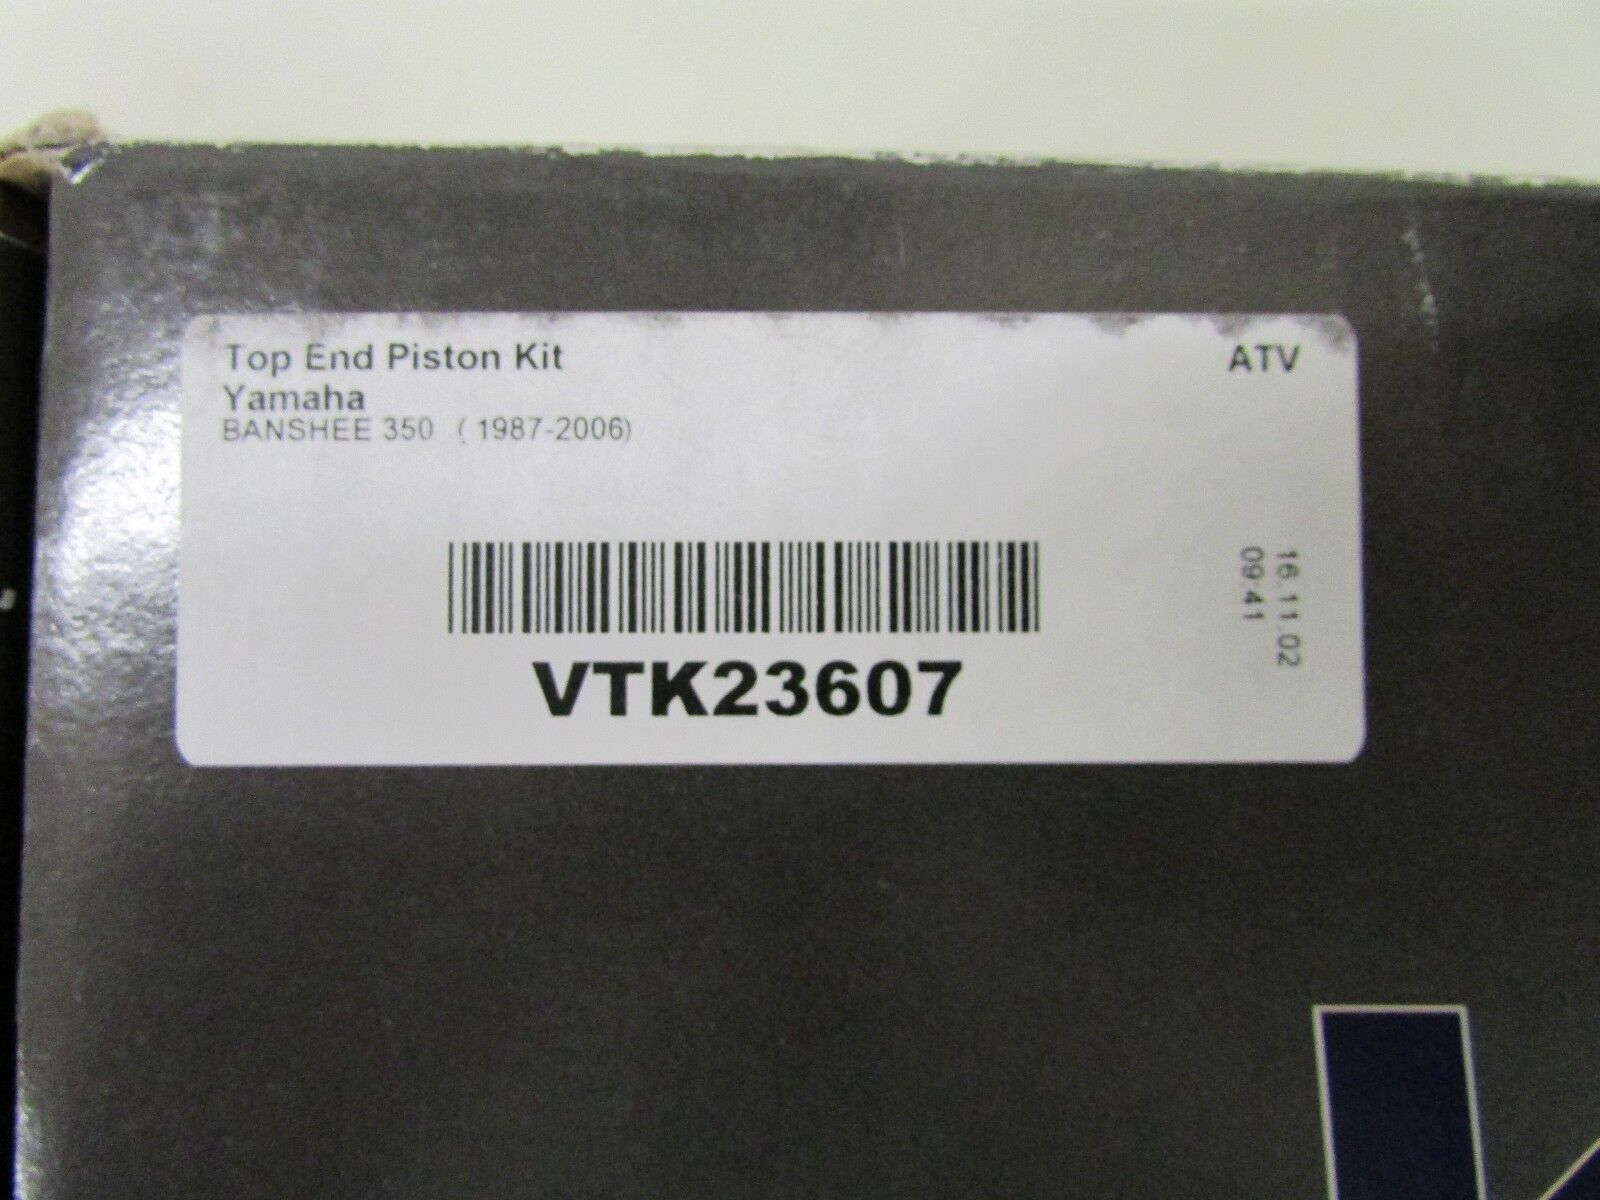 Top End Piston Kit
ATV
Yamaha
BANSHEE 350 ( 1987-2006)
16.11.02
09:41
VTK23607